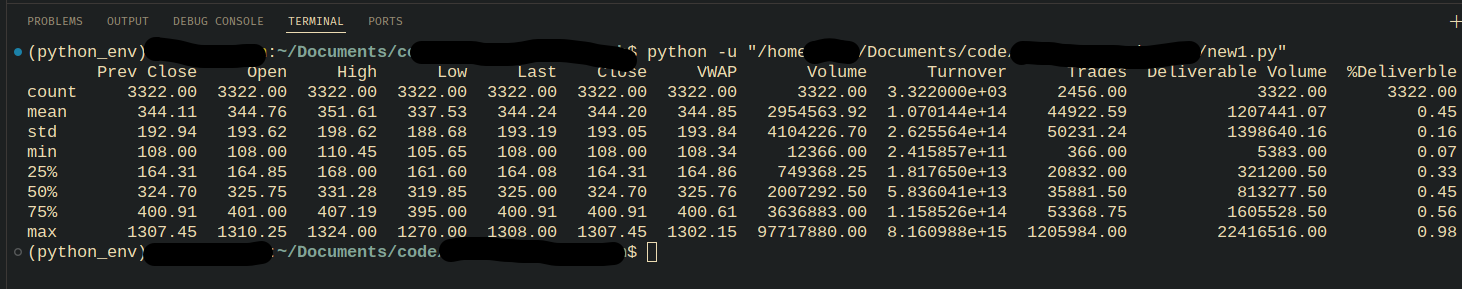 PROBLEMS OUTPUT DEBUG CONSOLE TERMINAL PORTS
(python_env) :~/Documents/co $ python -u "/home /Documents/code /new1.py"
Prev Close Open High Low Last Close VWAP Volume Turnover Trades Deliverable Volume %Deliverble
count 3322.00 3322.00 3322.00 3322.00 3322.00 3322.00 3322.00 3322.00 3.322000e+03 2456.00 3322.00 3322.00
mean 344.11 344.76 351.61 337.53 344.24 344.20 344.85 2954563.92 1.070144e+14 44922.59 1207441.07 0.45
std 192.94 193.62 198.62 188.68 193.19 193.05 193.84 4104226.70 2.625564e+14 50231.24 1398640.16 0.16
min 108.00 108.00 110.45 105.65 108.00 108.00 108.34 12366.00 2.415857e+11 366.00 5383.00 0.07
25% 164.31 164.85 168.00 161.60 164.08 164.31 164.86 749368.25 1.817650e+13 20832.00 321200.50 0.33
50% 324.70 325.75 331.28 319.85 325.00 324.70 325.76 2007292.50 5.836041e+13 35881.50 813277.50 0.45
75% 400.91 401.00 407.19 395.00 400.91 400.91 400.61 3636883.00 1.158526e+14 53368.75 1605528.50 0.56
max 1307.45 1310.25 1324.00 1270.00 1308.00 1307.45 1302.15 97717880.00 8.160988e+15 1205984.00 22416516.00 0.98
(python_env) :~/Documents/code $